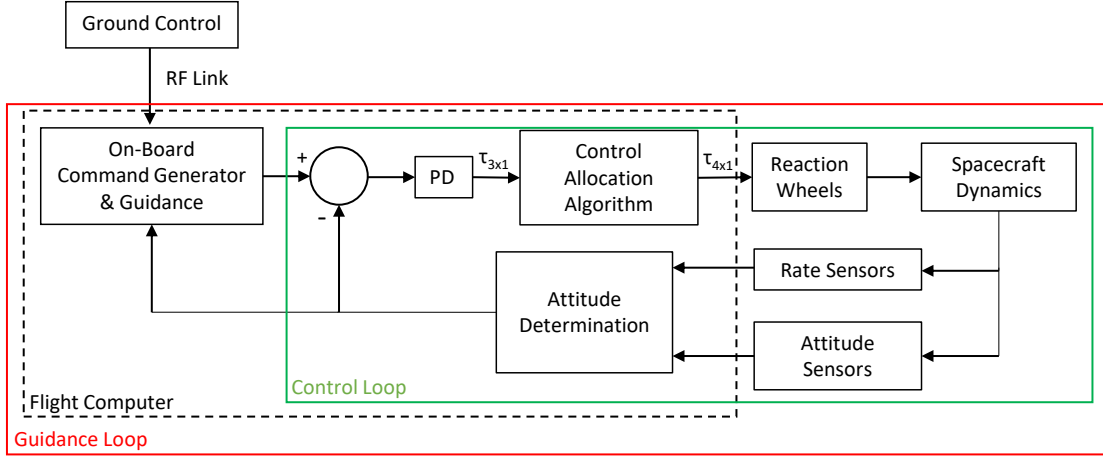 Ground Control
RF Link
On-Board
Command Generator
& Guidance
+
-
PD
τ3x1
Control
Allocation
Algorithm
τ4x1
Reaction
Wheels
Spacecraft
Dynamics
Rate Sensors
Attitude
Determination
Attitude
Sensors
Control Loop
Flight Computer
Guidance Loop